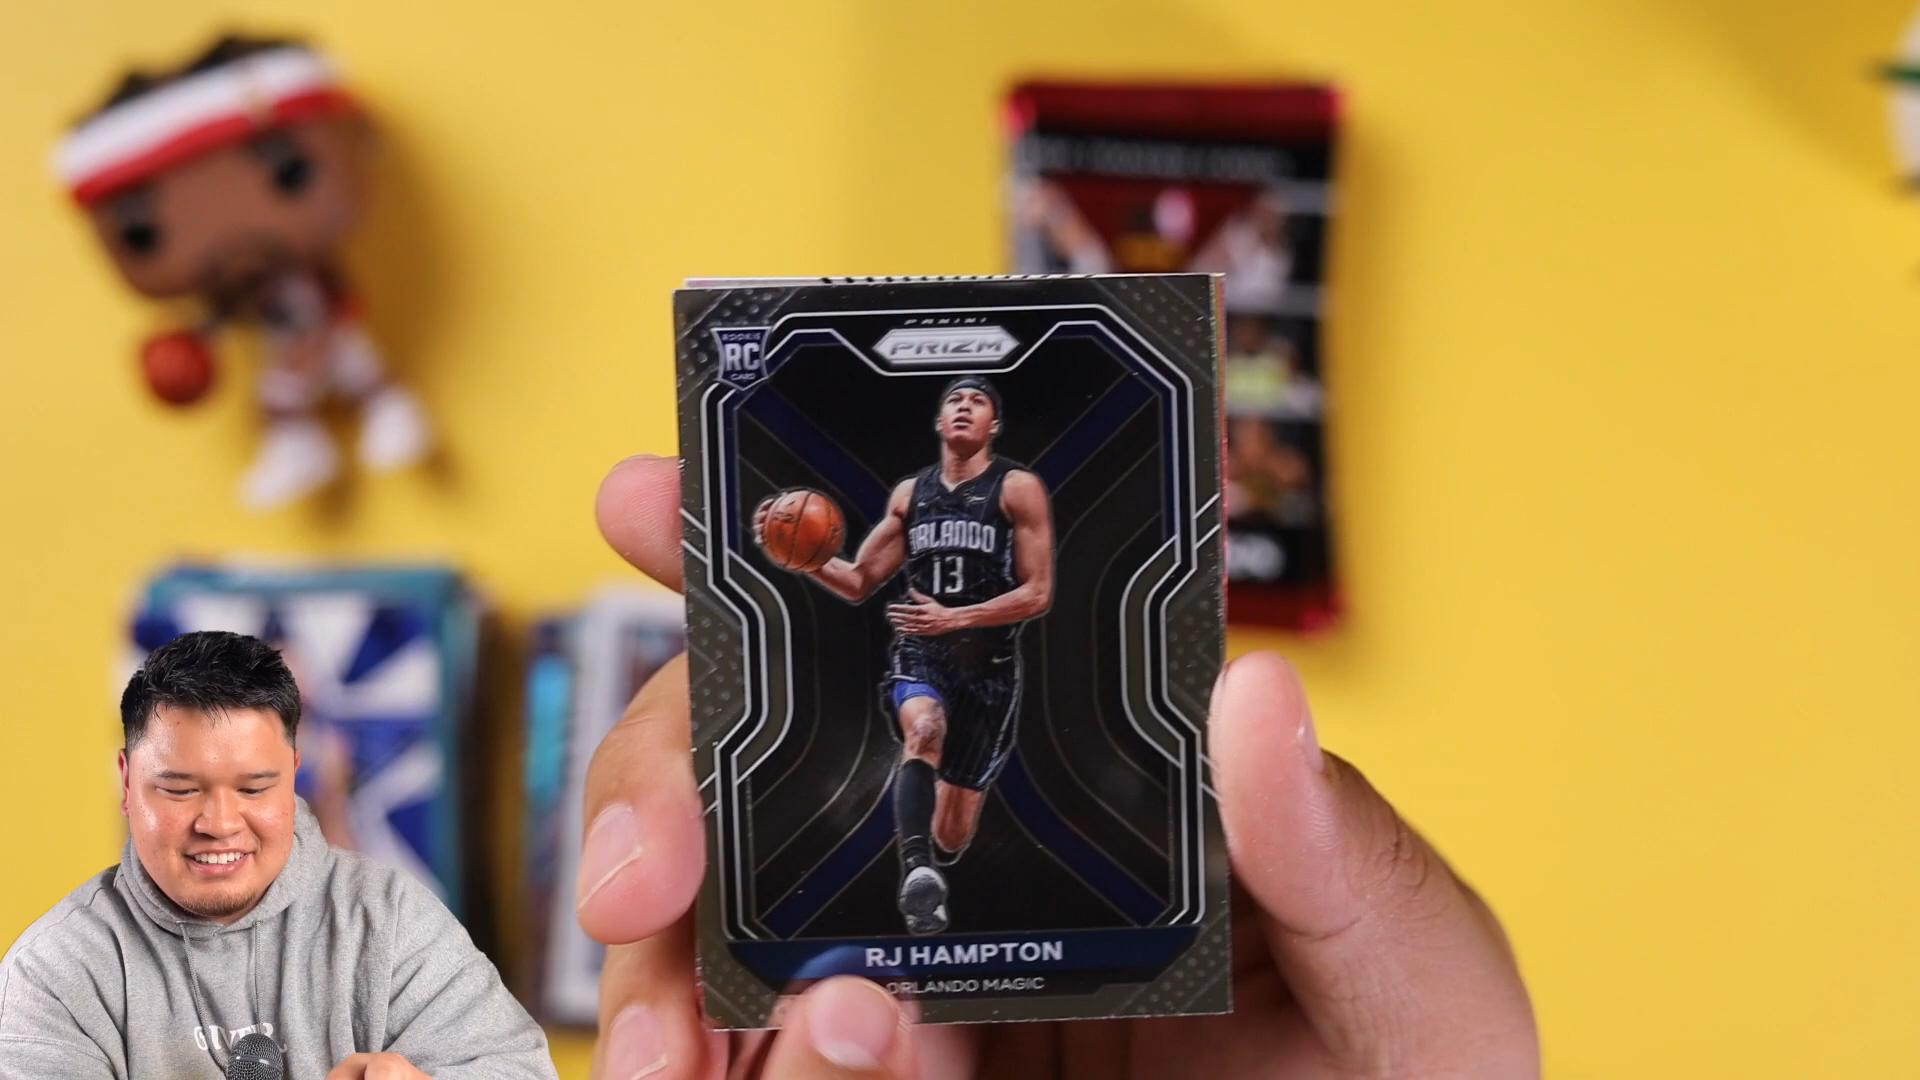 PANINI
PRIZM
ROOKIE
RC
CARD
ORLANDO
13
RJ HAMPTON
ORLANDO MAGIC